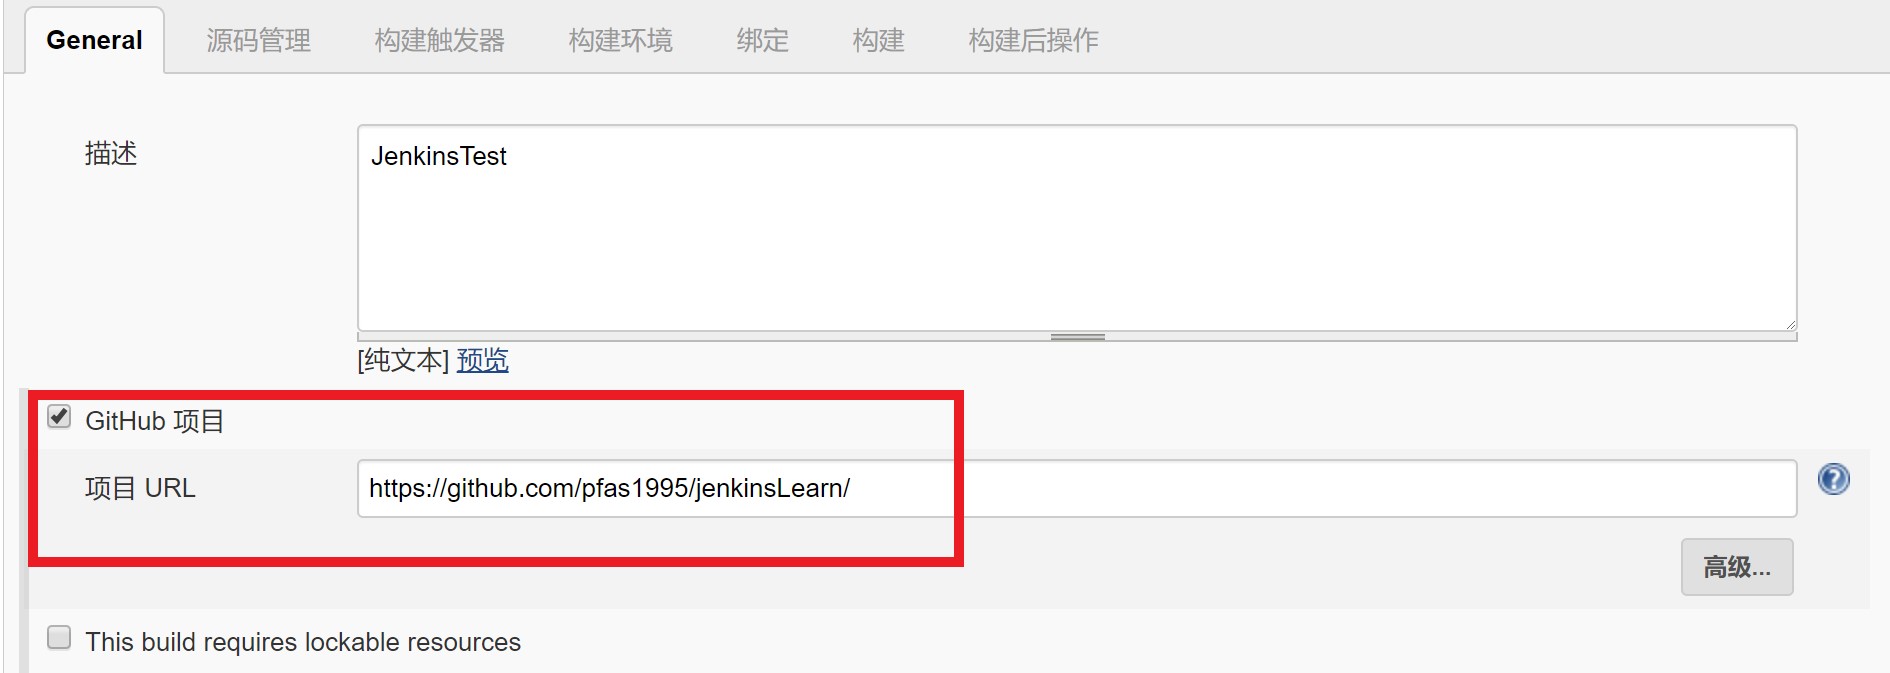 General 源码管理 构建触发器 构建环境 绑定 构建 构建后操作
描述 JenkinsTest
[纯文本] 预览
GitHub 项目
项目 URL https://github.com/pfas1995/jenkinsLearn/ ?
高级...
This build requires lockable resources